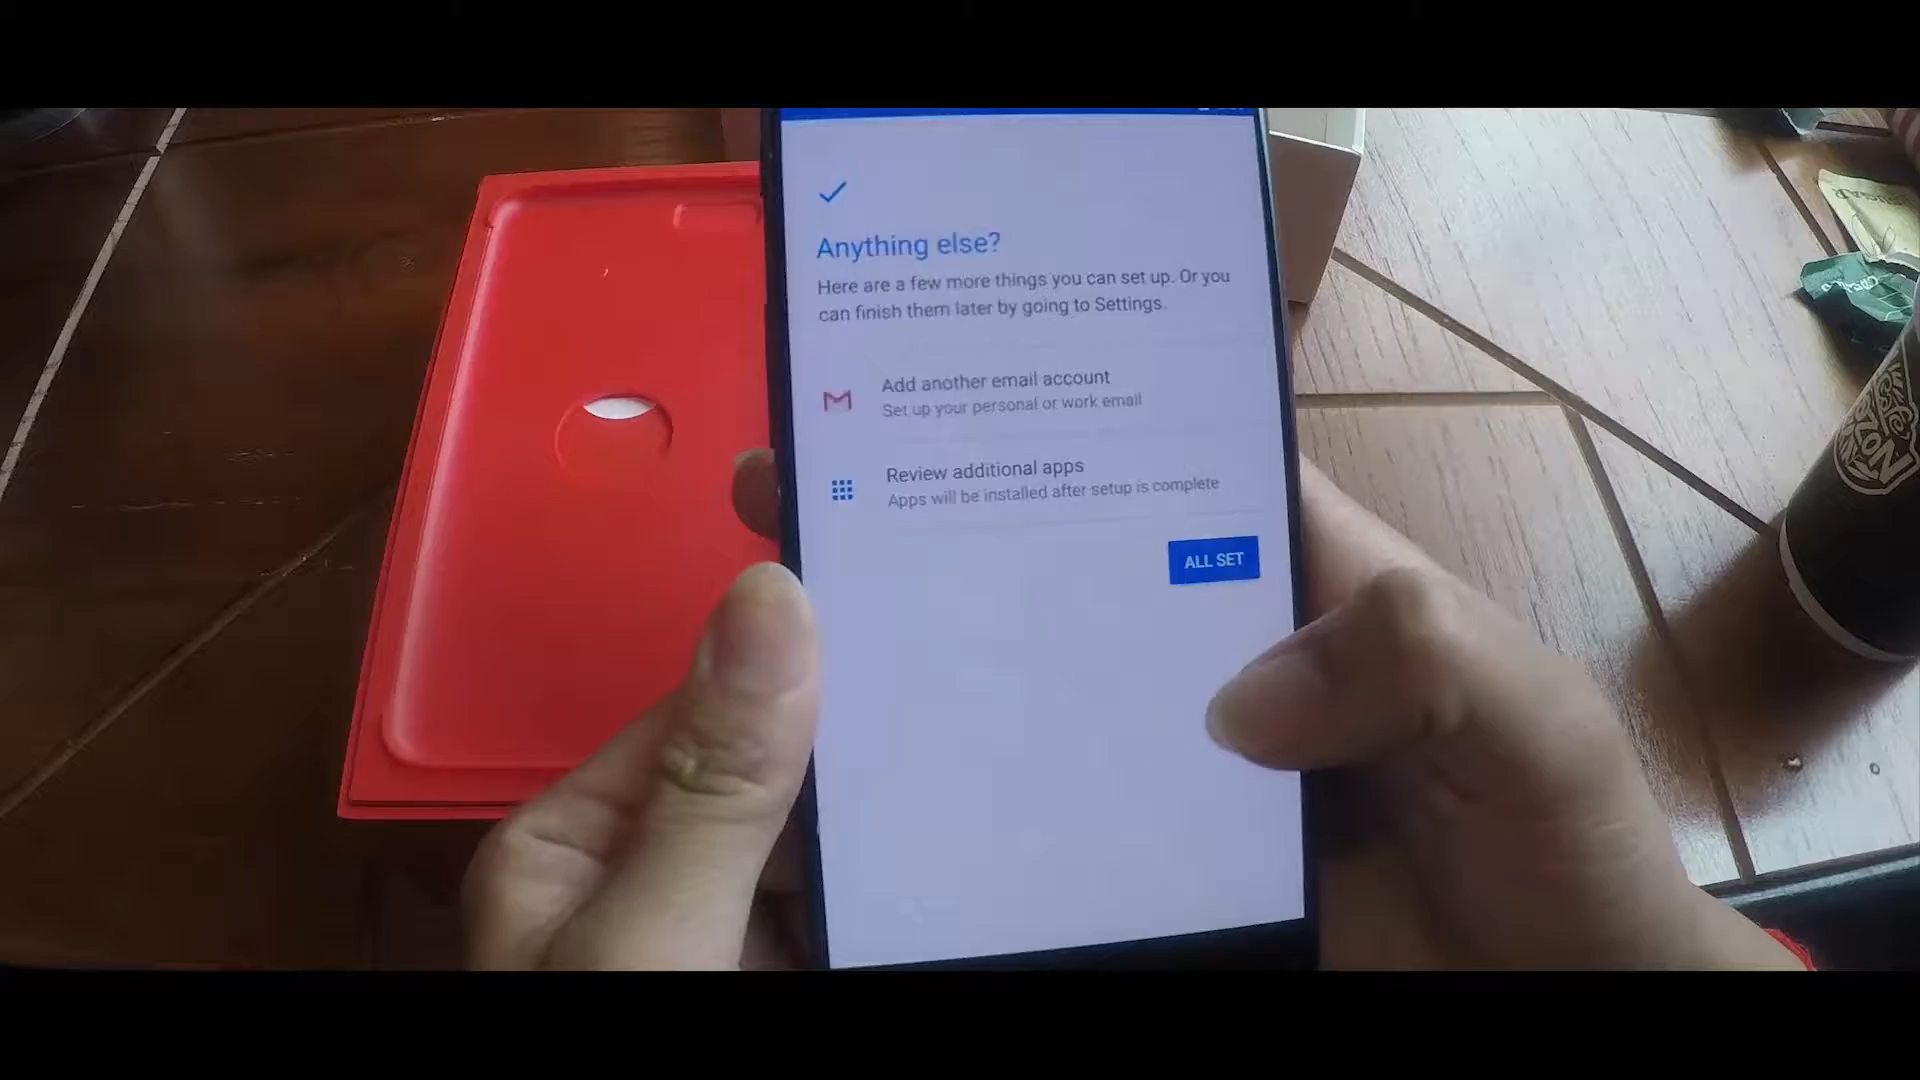 Anything else?
Here are a few more things you can set up. Or you
can finish them later by going to Settings.
Add another email account
Set up your personal or work email
Review additional apps
Apps will be installed after setup is complete
ALL SET
SUGAR